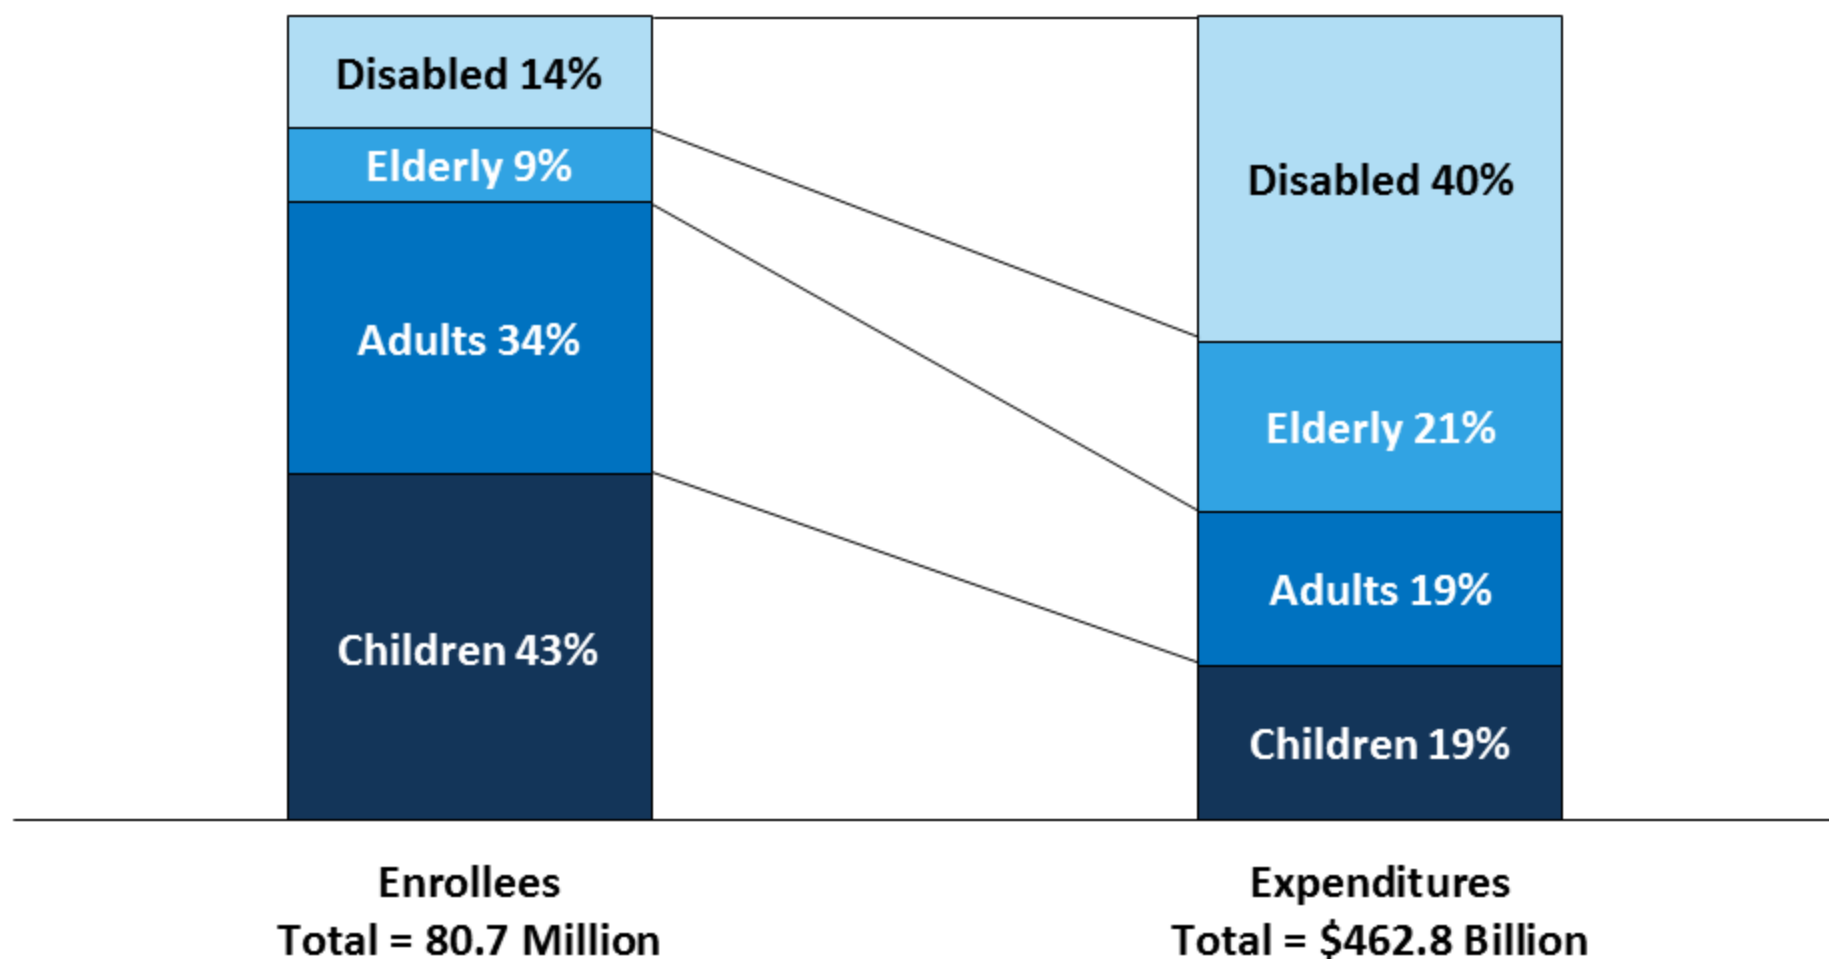 Disabled 14%
Elderly 9%
Adults 34%
Children 43%
Disabled 40%
Elderly 21%
Adults 19%
Children 19%
Enrollees
Total = 80.7 Million
Expenditures
Total = $462.8 Billion